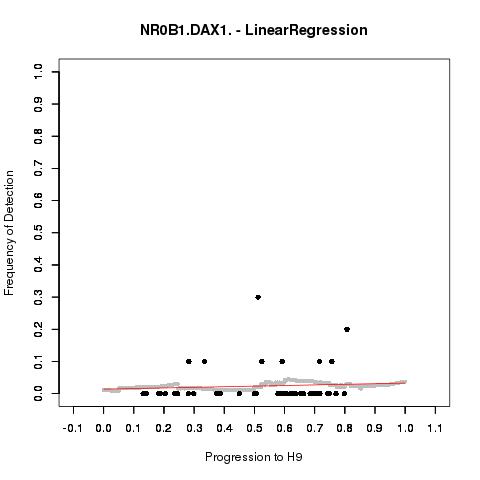 NR0B1.DAX1. - LinearRegression
Frequency of Detection
1.0
0.9
0.8
0.7
0.6
0.5
0.4
0.3
0.2
0.1
0.0
-0.1 0.0 0.1 0.2 0.3 0.4 0.5 0.6 0.7 0.8 0.9 1.0 1.1
Progression to H9